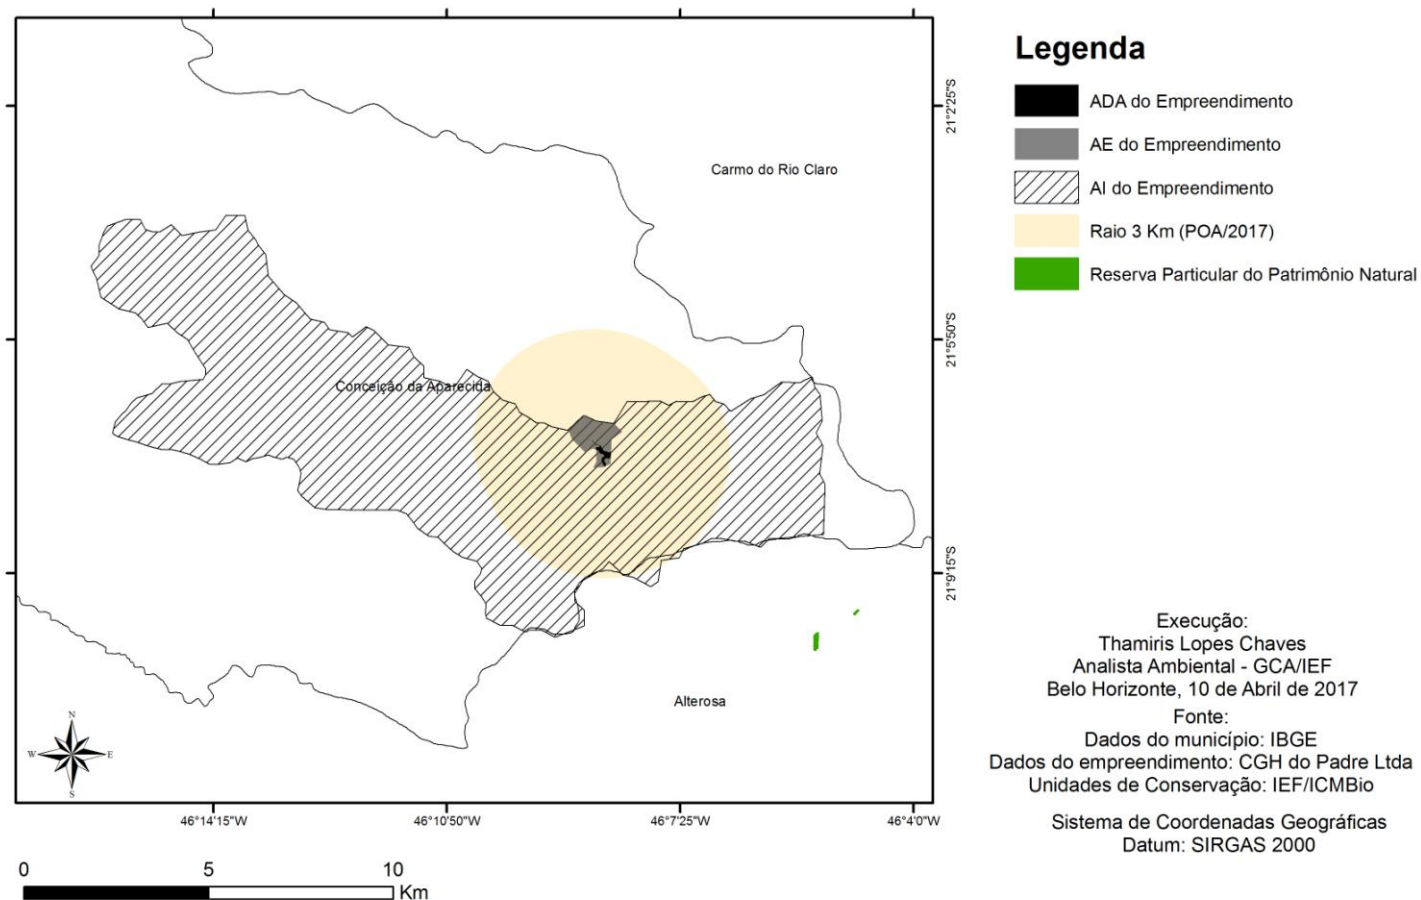 Carmo do Rio Claro
Conceição da Aparecida
Alterosa
N
W
E
S
21°2'25"S
21°5'50"S
21°9'15"S
46°14'15"W
46°10'50"W
46°7'25"W
46°4'0"W
0
5
10
Km
Legenda
ADA do Empreendimento
AE do Empreendimento
AI do Empreendimento
Raio 3 Km (POA/2017)
Reserva Particular do Patrimônio Natural
Execução:
Thamiris Lopes Chaves
Analista Ambiental - GCA/IEF
Belo Horizonte, 10 de Abril de 2017
Fonte:
Dados do município: IBGE
Dados do empreendimento: CGH do Padre Ltda
Unidades de Conservação: IEF/ICMBio
Sistema de Coordenadas Geográficas
Datum: SIRGAS 2000